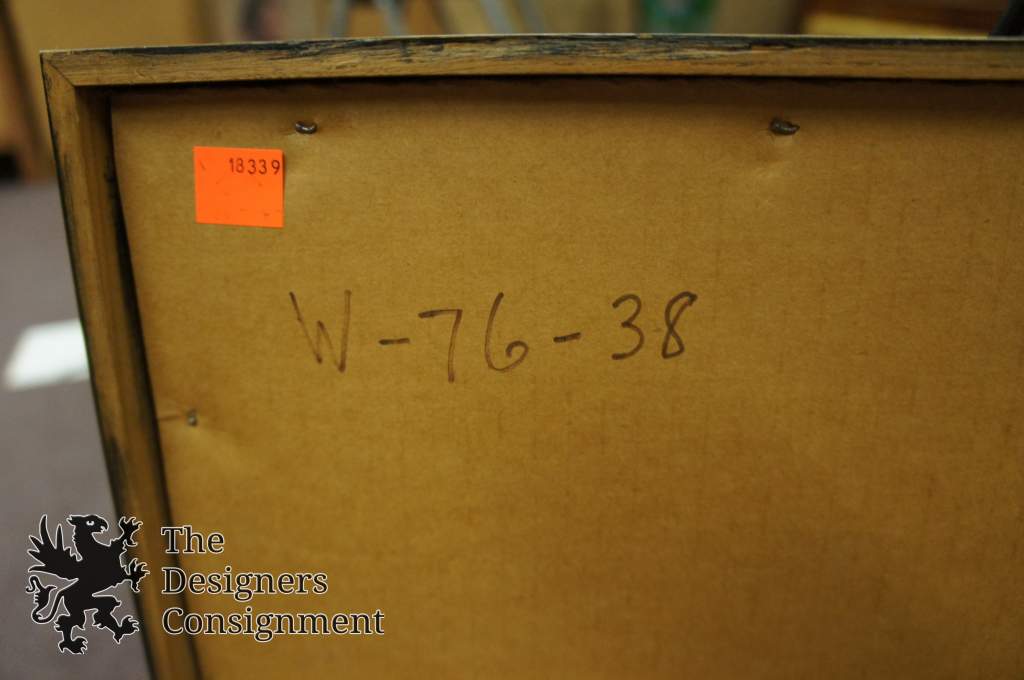 18339
W-76-38
The
Designers
Consignment